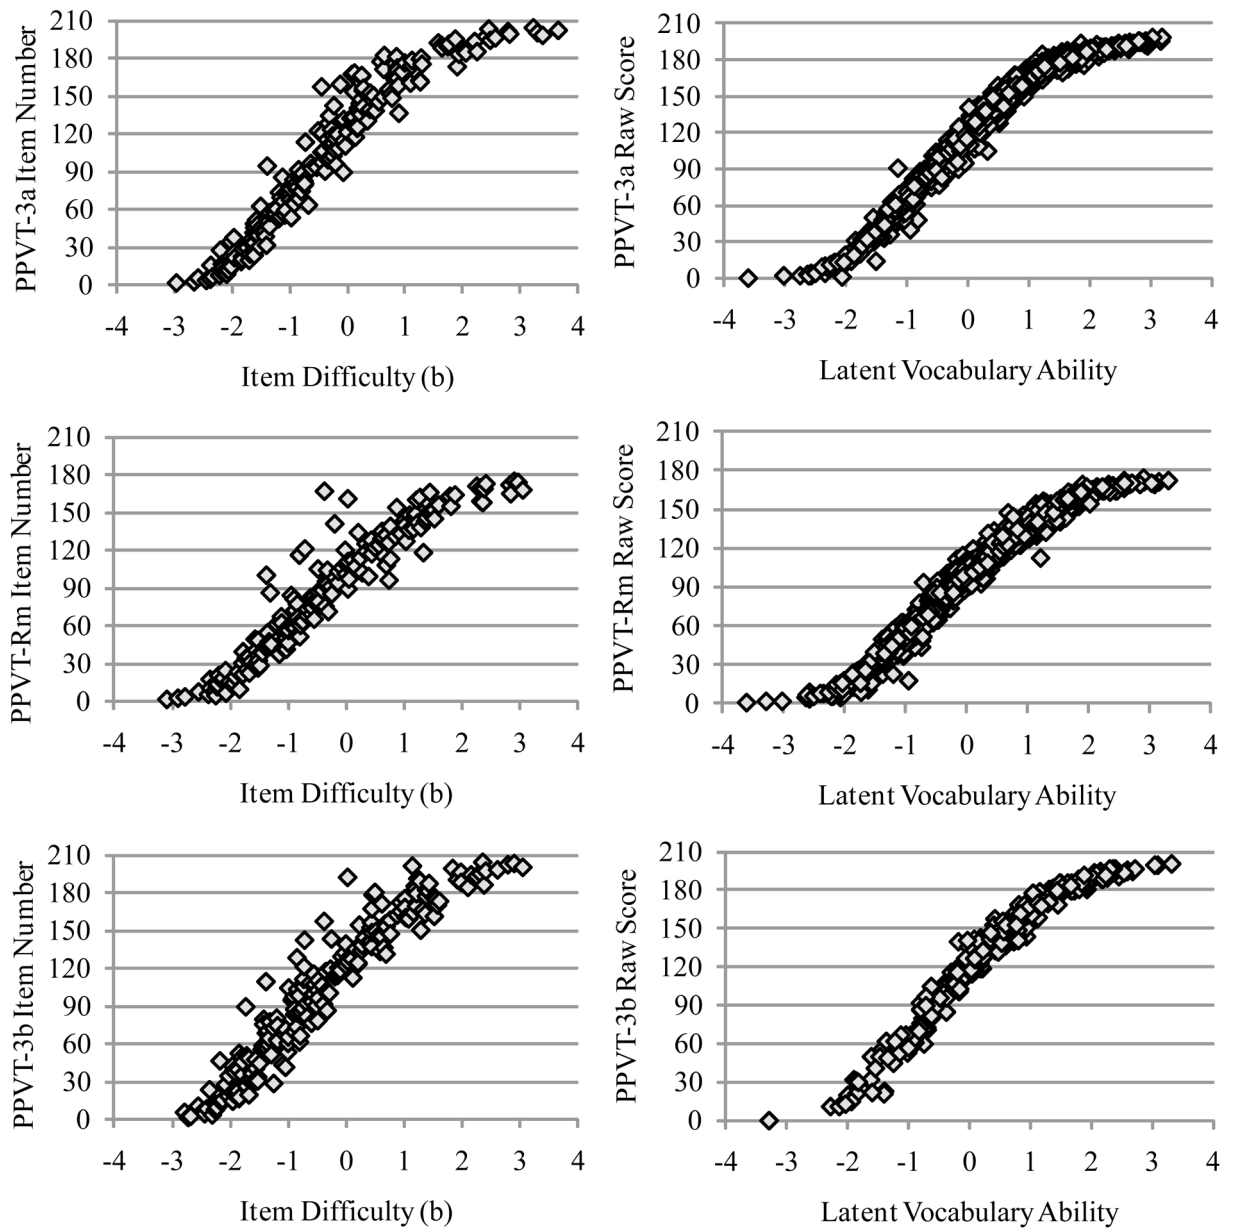 PPVT-3a Item Number
210
180
150
120
90
60
30
0
-4 -3 -2 -1 0 1 2 3 4
Item Difficulty (b)
PPVT-3a Raw Score
210
180
150
120
90
60
30
0
-4 -3 -2 -1 0 1 2 3 4
Latent Vocabulary Ability
PPVT-Rm Item Number
210
180
150
120
90
60
30
0
-4 -3 -2 -1 0 1 2 3 4
Item Difficulty (b)
PPVT-Rm Raw Score
210
180
150
120
90
60
30
0
-4 -3 -2 -1 0 1 2 3 4
Latent Vocabulary Ability
PPVT-3b Item Number
210
180
150
120
90
60
30
0
-4 -3 -2 -1 0 1 2 3 4
Item Difficulty (b)
PPVT-3b Raw Score
210
180
150
120
90
60
30
0
-4 -3 -2 -1 0 1 2 3 4
Latent Vocabulary Ability